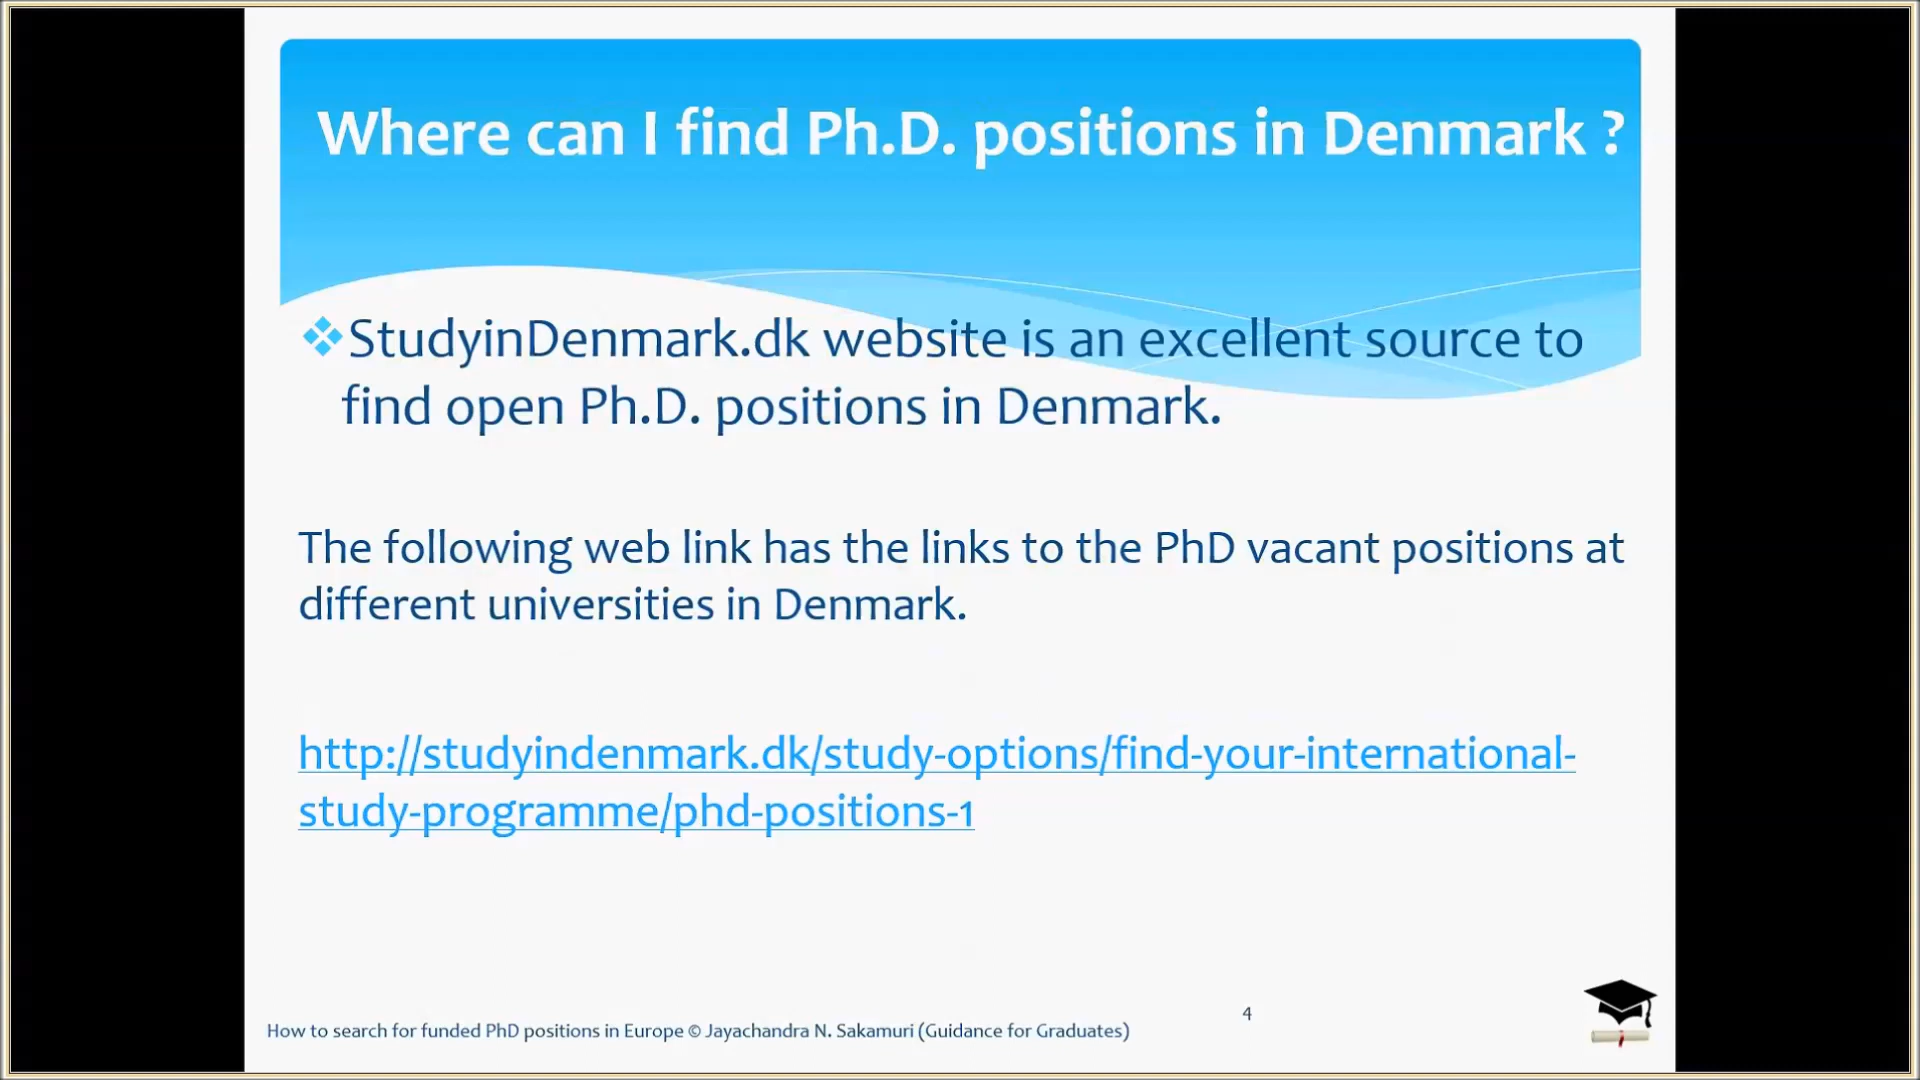 Where can I find Ph.D. positions in Denmark ?
StudyinDenmark.dk website is an excellent source to
find open Ph.D. positions in Denmark.
The following web link has the links to the PhD vacant positions at
different universities in Denmark.
http://studyindenmark.dk/study-options/find-your-international-
study-programme/phd-positions-1
4
How to search for funded PhD positions in Europe © Jayachandra N. Sakamuri (Guidance for Graduates)